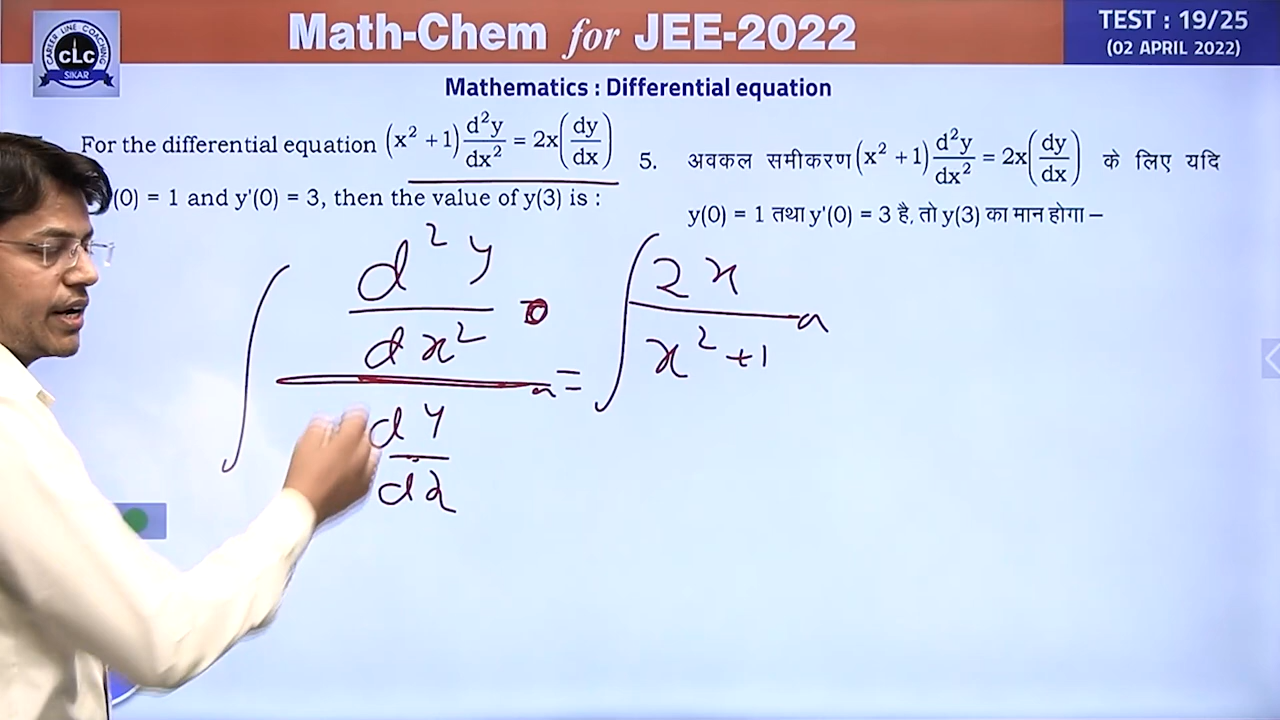 CAREER LINE COACHING
CLC
SIKAR
Math-Chem for JEE-2022
TEST : 19/25
(02 APRIL 2022)
Mathematics : Differential equation
For the differential equation (x² + 1) d²y/dx² = 2x(dy/dx)
(0) = 1 and y'(0) = 3, then the value of y(3) is :
5. अवकल समीकरण (x² + 1) d²y/dx² = 2x(dy/dx) के लिए यदि
y(0) = 1 तथा y'(0) = 3 है, तो y(3) का मान होगा –
∫ (d²y/dx²)/(dy/dx) = ∫ 2x/(x² + 1)